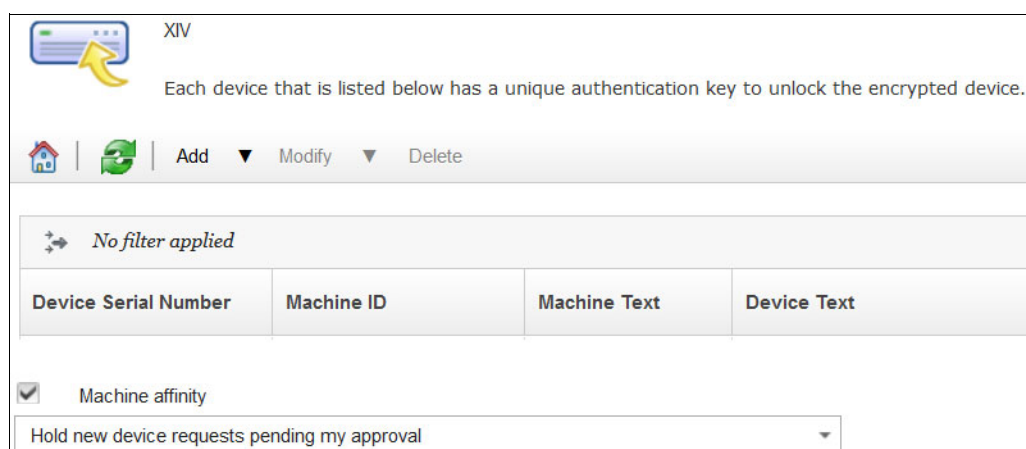 XIV
Each device that is listed below has a unique authentication key to unlock the encrypted device.
Add Modify Delete
No filter applied
Device Serial Number Machine ID Machine Text Device Text
Machine affinity
Hold new device requests pending my approval